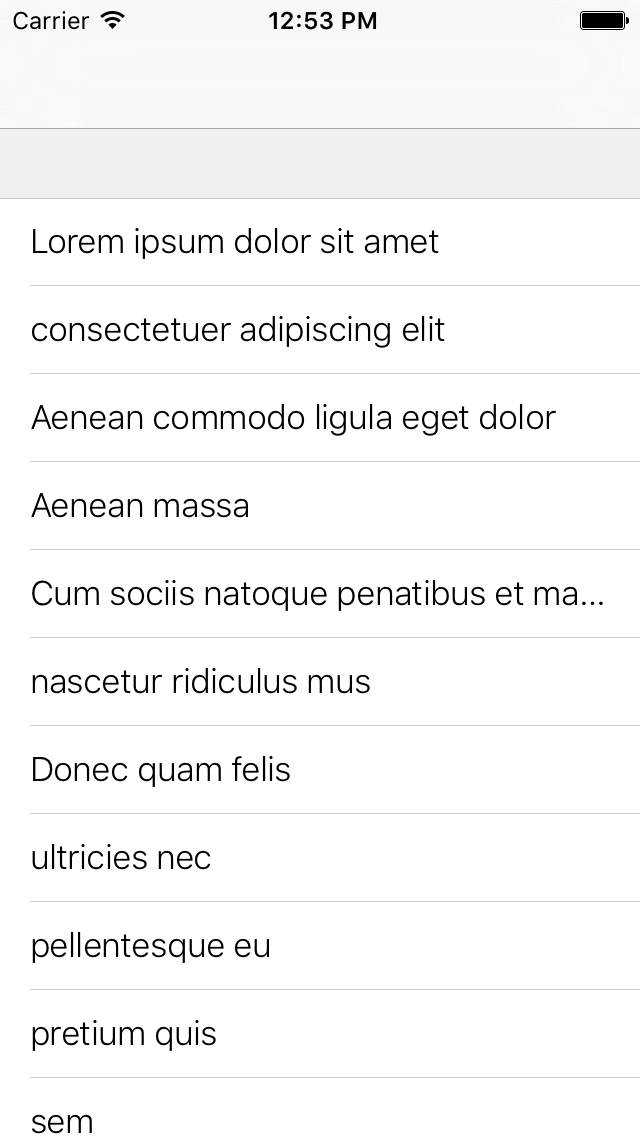 Carrier 12:53 PM
Lorem ipsum dolor sit amet
consectetuer adipiscing elit
Aenean commodo ligula eget dolor
Aenean massa
Cum sociis natoque penatibus et ma...
nascetur ridiculus mus
Donec quam felis
ultricies nec
pellentesque eu
pretium quis
sem